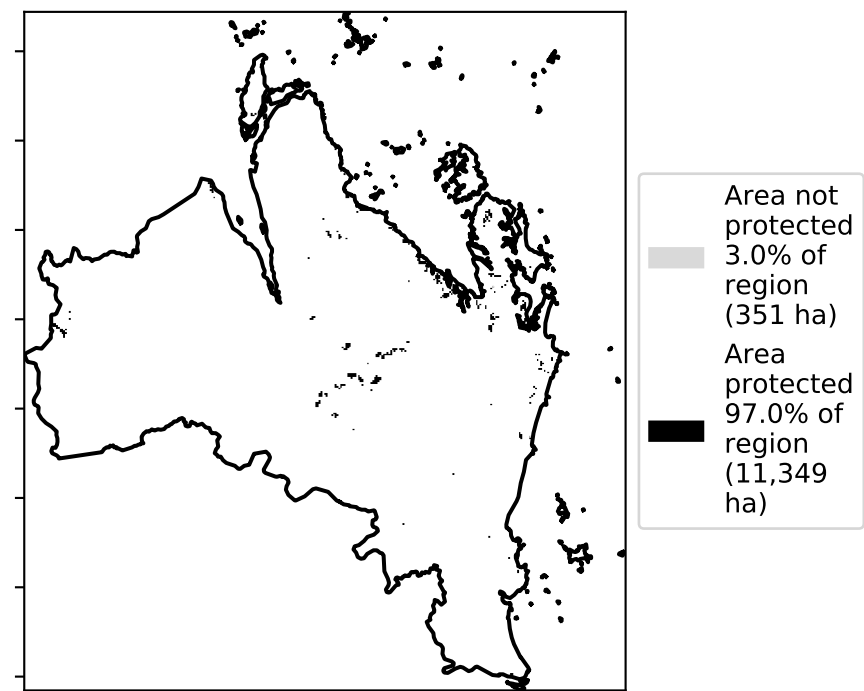 Area not
protected
3.0% of
region
(351 ha)
Area
protected
97.0% of
region
(11,349
ha)